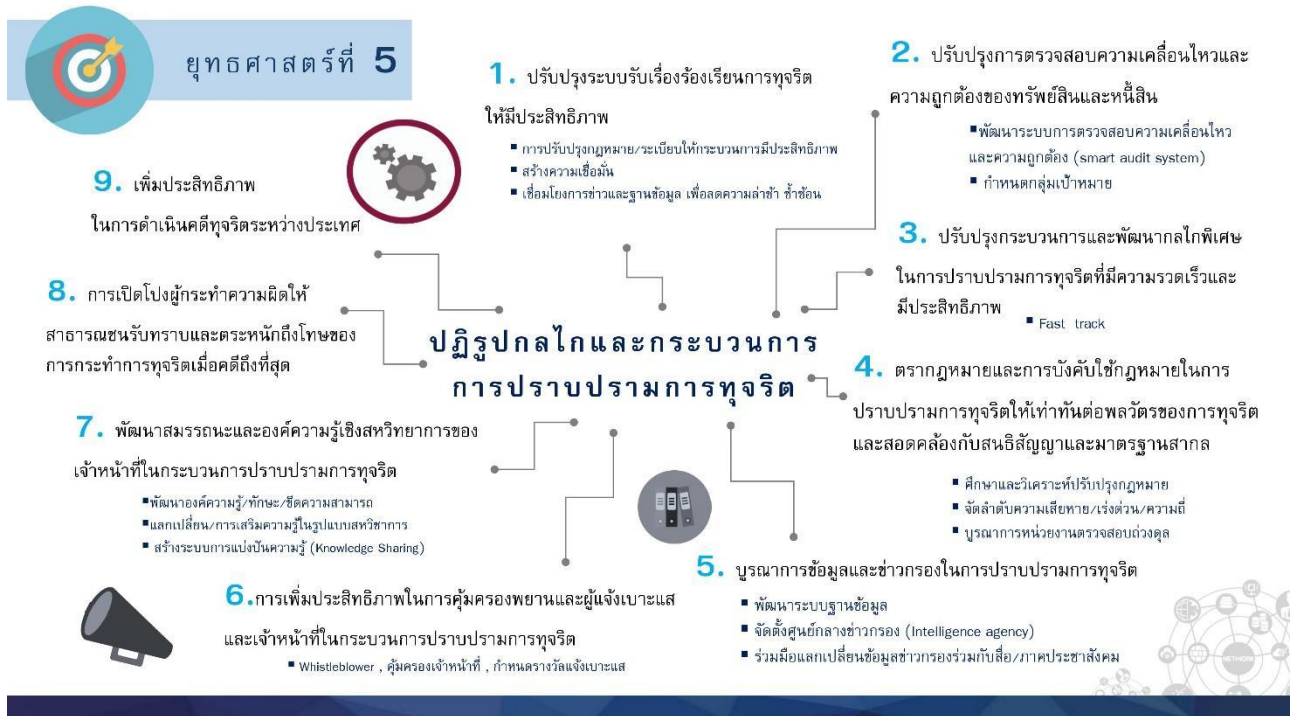 ยุทธศาสตร์ที่ 5
1. ปรับปรุงระบบรับเรื่องร้องเรียนการทุจริต
ให้มีประสิทธิภาพ
▪ การปรับปรุงกฎหมาย/ระเบียบให้กระบวนการมีประสิทธิภาพ
▪ สร้างความเชื่อมั่น
▪ เชื่อมโยงการข่าวและฐานข้อมูล เพื่อลดความล่าช้า ซ้ำซ้อน
2. ปรับปรุงการตรวจสอบความเคลื่อนไหวและ
ความถูกต้องของทรัพย์สินและหนี้สิน
▪พัฒนาระบบการตรวจสอบความเคลื่อนไหว
และความถูกต้อง (smart audit system)
▪ กำหนดกลุ่มเป้าหมาย
3. ปรับปรุงกระบวนการและพัฒนากลไกพิเศษ
ในการปราบปรามการทุจริตที่มีความรวดเร็วและ
มีประสิทธิภาพ
▪ Fast track
ปฏิรูปกลไกและกระบวนการ
การปราบปรามการทุจริต
4. ตรากฎหมายและการบังคับใช้กฎหมายในการ
ปราบปรามการทุจริตให้เท่าทันต่อพลวัตรของการทุจริต
และสอดคล้องกับสนธิสัญญาและมาตรฐานสากล
▪ ศึกษาและวิเคราะห์ปรับปรุงกฎหมาย
▪ จัดลำดับความเสียหาย/เร่งด่วน/ความถี่
▪ บูรณาการหน่วยงานตรวจสอบถ่วงดุล
5. บูรณาการข้อมูลและข่าวกรองในการปราบปรามการทุจริต
▪ พัฒนาระบบฐานข้อมูล
▪ จัดตั้งศูนย์กลางข่าวกรอง (Intelligence agency)
▪ ร่วมมือแลกเปลี่ยนข้อมูลข่าวกรองร่วมกับสื่อ/ภาคประชาสังคม
6.การเพิ่มประสิทธิภาพในการคุ้มครองพยานและผู้แจ้งเบาะแส
และเจ้าหน้าที่ในกระบวนการปราบปรามการทุจริต
▪ Whistleblower , คุ้มครองเจ้าหน้าที่ , กำหนดรางวัลแจ้งเบาะแส
7. พัฒนาสมรรถนะและองค์ความรู้เชิงสหวิทยาการของ
เจ้าหน้าที่ในกระบวนการปราบปรามการทุจริต
▪พัฒนาองค์ความรู้/ทักษะ/ขีดความสามารถ
▪แลกเปลี่ยน/การเสริมความรู้ในรูปแบบสหวิชาการ
▪ สร้างระบบการแบ่งปันความรู้ (Knowledge Sharing)
8. การเปิดโปงผู้กระทำความผิดให้
สาธารณชนรับทราบและตระหนักถึงโทษของ
การกระทำการทุจริตเมื่อคดีถึงที่สุด
9. เพิ่มประสิทธิภาพ
ในการดำเนินคดีทุจริตระหว่างประเทศ
NETWORK